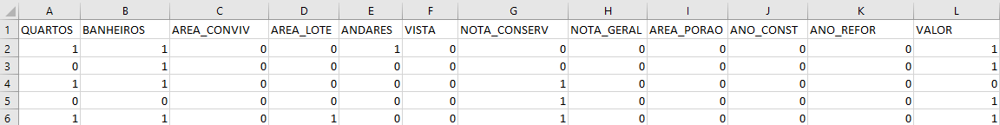 A B C D E F G H I J K L
1 QUARTOS BANHEIROS AREA_CONVIV AREA_LOTE ANDARES VISTA NOTA_CONSERV NOTA_GERAL AREA_PORAO ANO_CONST ANO_REFOR VALOR
2 1 1 0 0 1 0 0 0 0 0 0 1
3 0 1 0 0 0 0 0 0 0 0 0 1
4 1 1 0 0 0 0 1 0 0 0 0 0
5 0 0 0 0 0 0 1 0 0 0 0 1
6 1 1 0 1 0 0 1 0 0 0 0 1